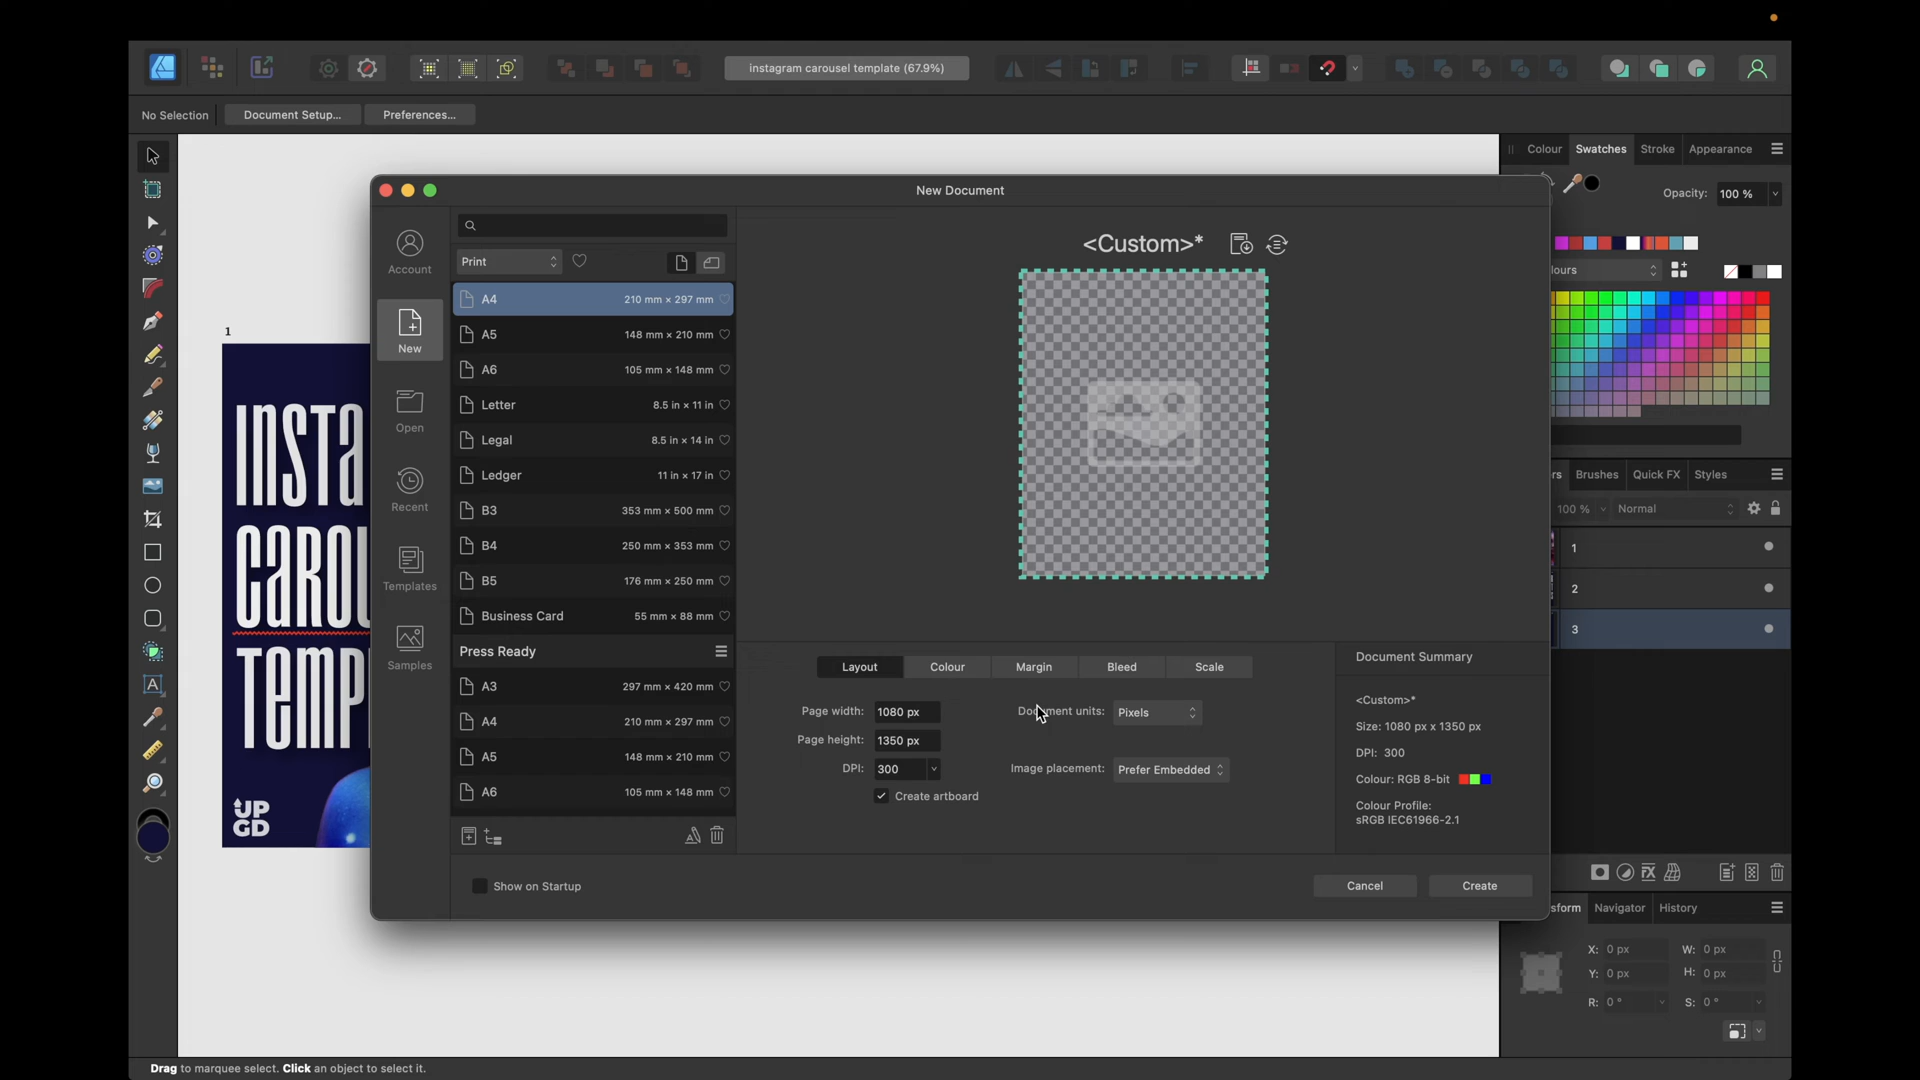 instagram carousel template (67.9%)
No Selection
Document Setup...
Preferences...
Colour
Swatches
Stroke
Appearance
Opacity:
100 %
lours
Brushes
Quick FX
Styles
100 %
Normal
1
2
3
sform
Navigator
History
X: 0 px
W: 0 px
Y: 0 px
H: 0 px
R: 0 °
S: 0 °
1
INSTA
CAROU
TEMP
UP
GD
New Document
Account
New
Open
Recent
Templates
Samples
Print
A4 210 mm × 297 mm
A5 148 mm × 210 mm
A6 105 mm × 148 mm
Letter 8.5 in × 11 in
Legal 8.5 in × 14 in
Ledger 11 in × 17 in
B3 353 mm × 500 mm
B4 250 mm × 353 mm
B5 176 mm × 250 mm
Business Card 55 mm × 88 mm
Press Ready
A3 297 mm × 420 mm
A4 210 mm × 297 mm
A5 148 mm × 210 mm
A6 105 mm × 148 mm
<Custom>*
Layout
Colour
Margin
Bleed
Scale
Page width: 1080 px
Page height: 1350 px
DPI: 300
Create artboard
Document units: Pixels
Image placement: Prefer Embedded
Document Summary
<Custom>*
Size: 1080 px x 1350 px
DPI: 300
Colour: RGB 8-bit
Colour Profile:
sRGB IEC61966-2.1
Show on Startup
Cancel
Create
Drag to marquee select. Click an object to select it.